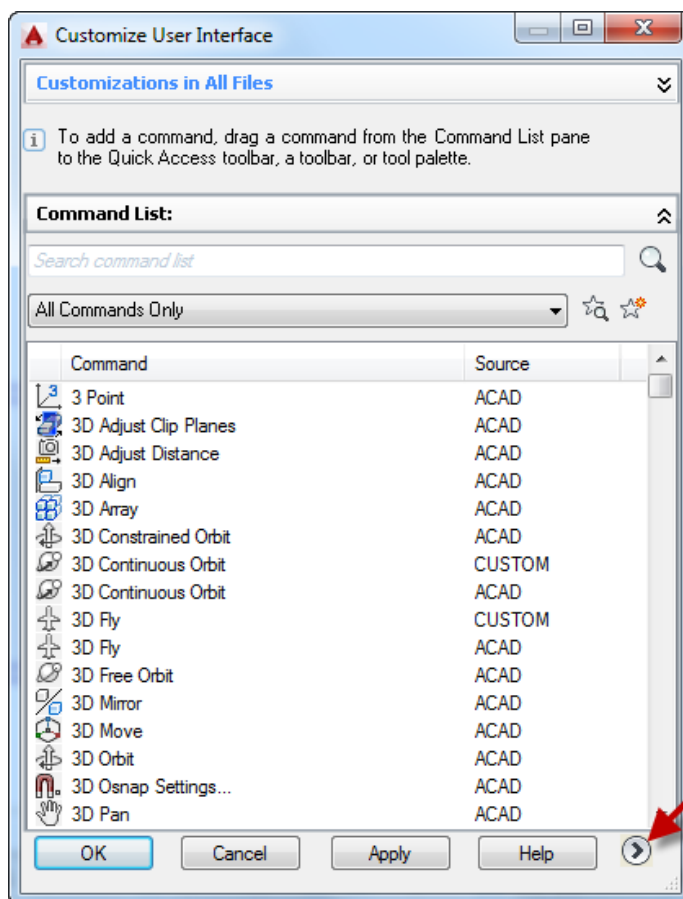 Customize User Interface
Customizations in All Files
To add a command, drag a command from the Command List pane
to the Quick Access toolbar, a toolbar, or tool palette.
Command List:
Search command list
All Commands Only
Command Source
3 Point ACAD
3D Adjust Clip Planes ACAD
3D Adjust Distance ACAD
3D Align ACAD
3D Array ACAD
3D Constrained Orbit ACAD
3D Continuous Orbit CUSTOM
3D Continuous Orbit ACAD
3D Fly CUSTOM
3D Fly ACAD
3D Free Orbit ACAD
3D Mirror ACAD
3D Move ACAD
3D Orbit ACAD
3D Osnap Settings... ACAD
3D Pan ACAD
OK Cancel Apply Help